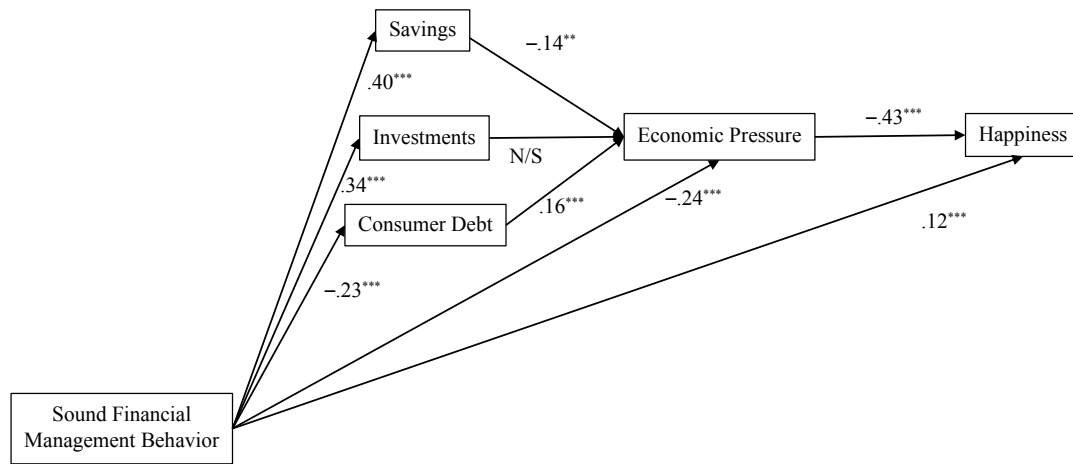 Savings
−.14**
.40***
Investments
N/S
Economic Pressure
−.43***
Happiness
.34***
Consumer Debt
.16***
−.24***
.12***
−.23***
Sound Financial
Management Behavior